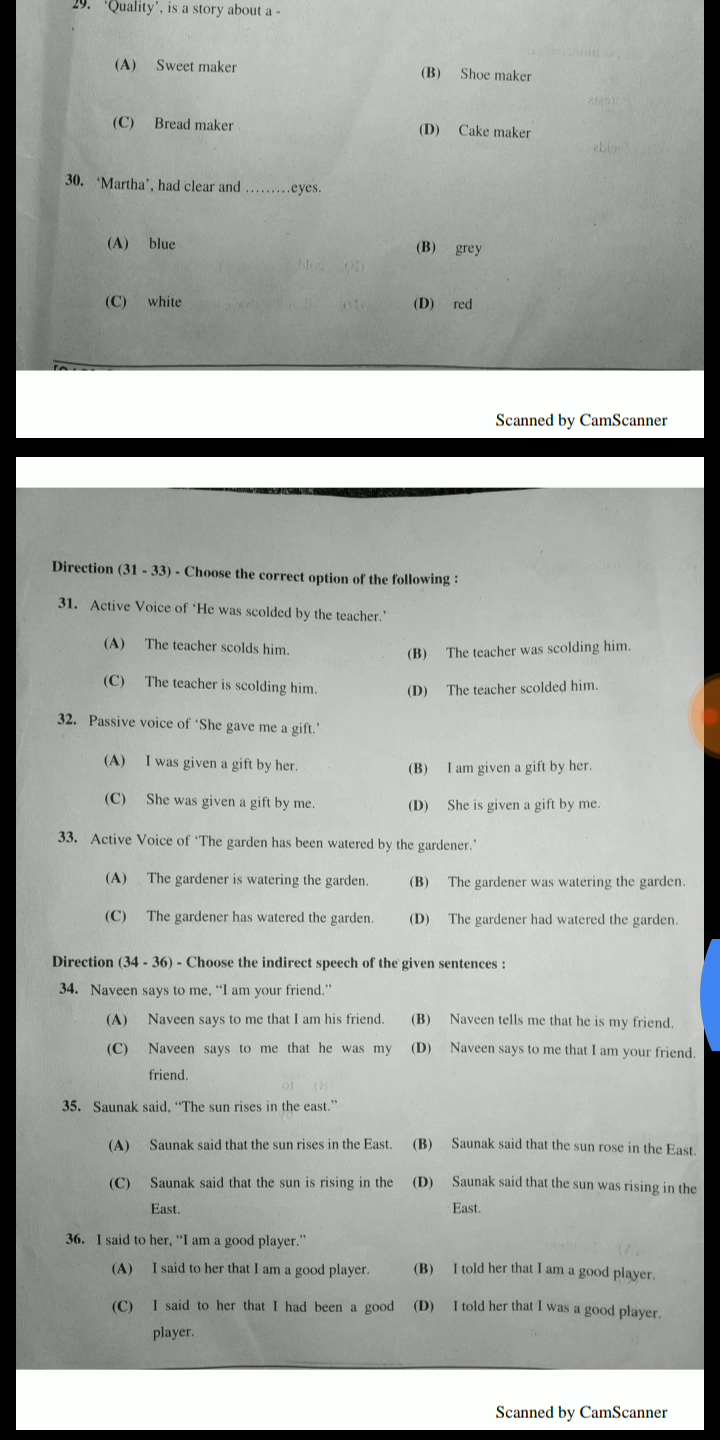 29. 'Quality', is a story about a -
(A) Sweet maker (B) Shoe maker
(C) Bread maker (D) Cake maker
30. 'Martha', had clear and .........eyes.
(A) blue (B) grey
(C) white (D) red
Scanned by CamScanner
Direction (31 - 33) - Choose the correct option of the following :
31. Active Voice of 'He was scolded by the teacher.'
(A) The teacher scolds him. (B) The teacher was scolding him.
(C) The teacher is scolding him. (D) The teacher scolded him.
32. Passive voice of 'She gave me a gift.'
(A) I was given a gift by her. (B) I am given a gift by her.
(C) She was given a gift by me. (D) She is given a gift by me.
33. Active Voice of 'The garden has been watered by the gardener.'
(A) The gardener is watering the garden. (B) The gardener was watering the garden.
(C) The gardener has watered the garden. (D) The gardener had watered the garden.
Direction (34 - 36) - Choose the indirect speech of the given sentences :
34. Naveen says to me, "I am your friend."
(A) Naveen says to me that I am his friend. (B) Naveen tells me that he is my friend.
(C) Naveen says to me that he was my (D) Naveen says to me that I am your friend.
friend.
35. Saunak said, "The sun rises in the east."
(A) Saunak said that the sun rises in the East. (B) Saunak said that the sun rose in the East.
(C) Saunak said that the sun is rising in the (D) Saunak said that the sun was rising in the
East. East.
36. I said to her, "I am a good player."
(A) I said to her that I am a good player. (B) I told her that I am a good player.
(C) I said to her that I had been a good (D) I told her that I was a good player.
player.
Scanned by CamScanner